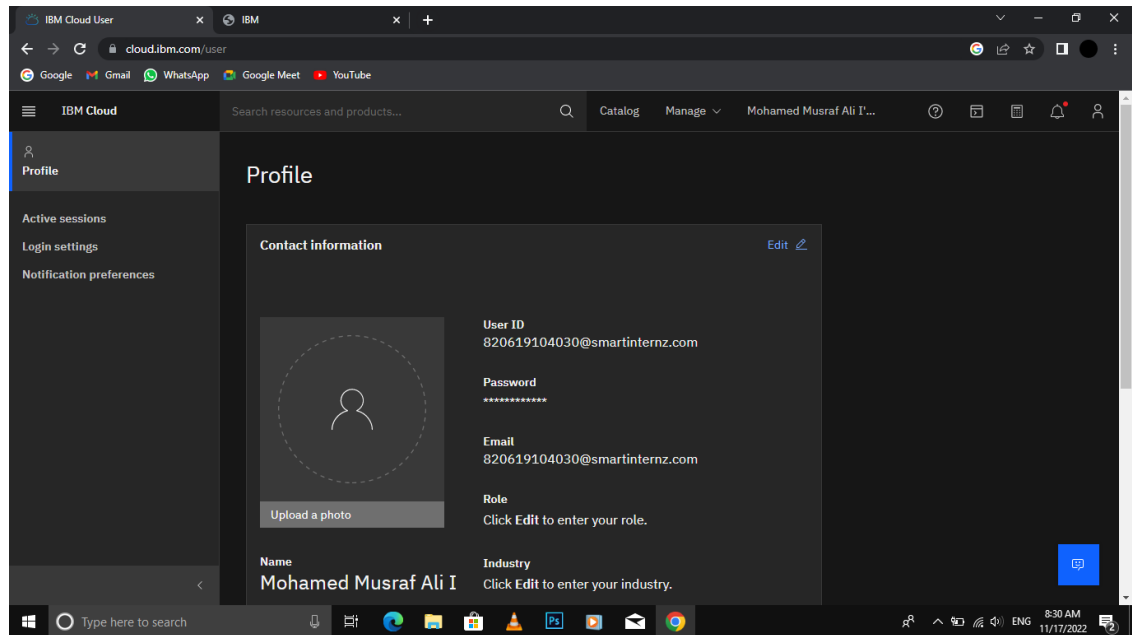 IBM Cloud User
IBM
cloud.ibm.com/user
Google Gmail WhatsApp Google Meet YouTube
IBM Cloud
Search resources and products...
Catalog
Manage
Mohamed Musraf Ali I'...
Profile
Active sessions
Login settings
Notification preferences
Profile
Contact information
Edit
Upload a photo
Name
Mohamed Musraf Ali I
User ID
820619104030@smartinternz.com
Password
************
Email
820619104030@smartinternz.com
Role
Click Edit to enter your role.
Industry
Click Edit to enter your industry.
Type here to search
Ps
ENG
8:30 AM
11/17/2022
2